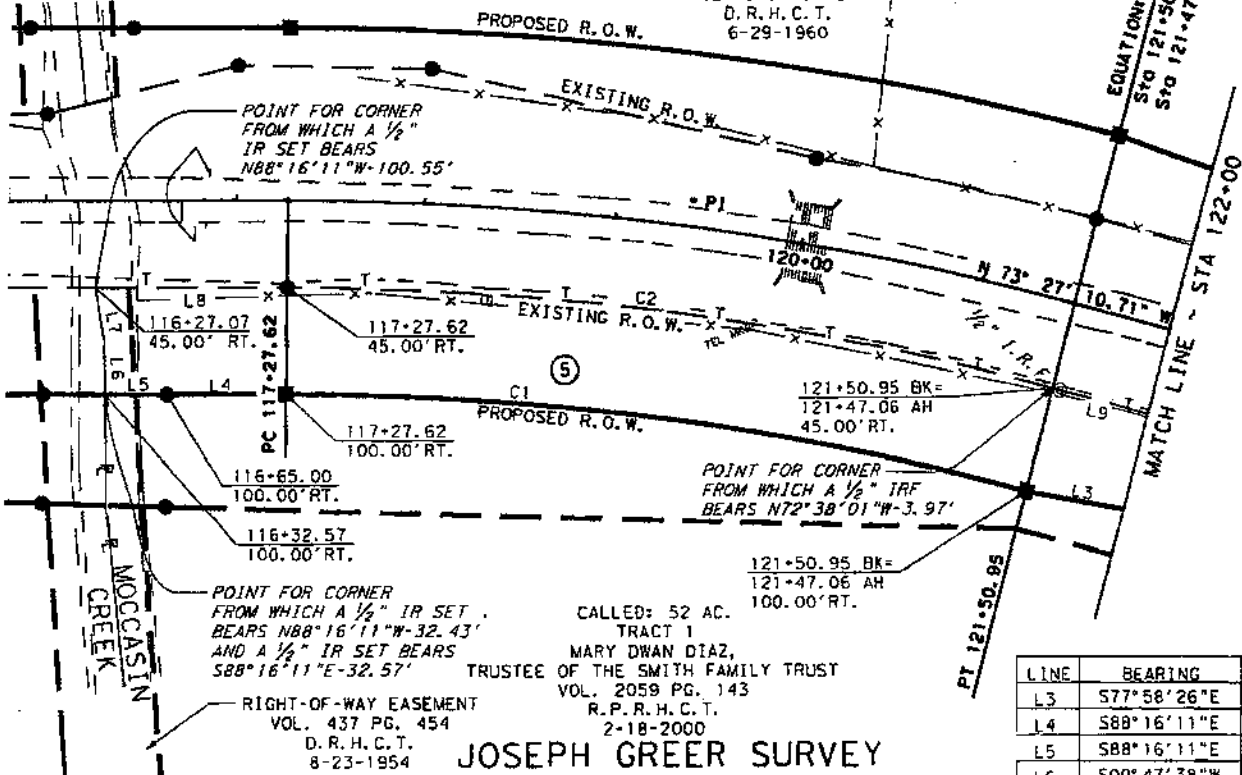 D. R. H. C. T.
6-29-1960
PROPOSED R. O. W.
EQUATION
Sta 121+50
Sta 121+47
EXISTING R. O. W.
POINT FOR CORNER
FROM WHICH A ½"
IR SET BEARS
N88°16'11"W-100.55'
PI
120+00
N 73° 27' 10.71" W
MATCH LINE ~ STA 122+00
T
L8
T
T
C2
T
T
T
T
EXISTING R. O. W.
½" I. R. F.
L7
L6
116+27.07
45.00' RT.
PC 117+27.62
117+27.62
45.00' RT.
5
L5
L4
C1
PROPOSED R. O. W.
121+50.95 BK=
121+47.06 AH
45.00' RT.
L9
117+27.62
100.00' RT.
116+65.00
100.00' RT.
POINT FOR CORNER
FROM WHICH A ½" IRF
BEARS N72°38'01"W-3.97'
L3
116+32.57
100.00' RT.
121+50.95 BK=
121+47.06 AH
100.00' RT.
MOCCASIN
CREEK
POINT FOR CORNER
FROM WHICH A ½" IR SET
BEARS N88°16'11"W-32.43'
AND A ½" IR SET BEARS
S88°16'11"E-32.57'
CALLED: 52 AC.
TRACT 1
MARY DWAN DIAZ,
TRUSTEE OF THE SMITH FAMILY TRUST
VOL. 2059 PG. 143
R. P. R. H. C. T.
2-18-2000
PT 121+50.95
RIGHT-OF-WAY EASEMENT
VOL. 437 PG. 454
D. R. H. C. T.
8-23-1954
JOSEPH GREER SURVEY
LINE BEARING
L3 S77°58'26"E
L4 S88°16'11"E
L5 S88°16'11"E